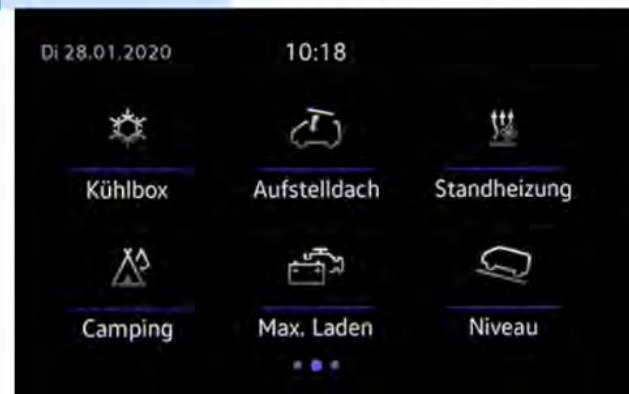 Di 28.01.2020 10:18
Kühlbox Aufstelldach Standheizung
Camping Max. Laden Niveau